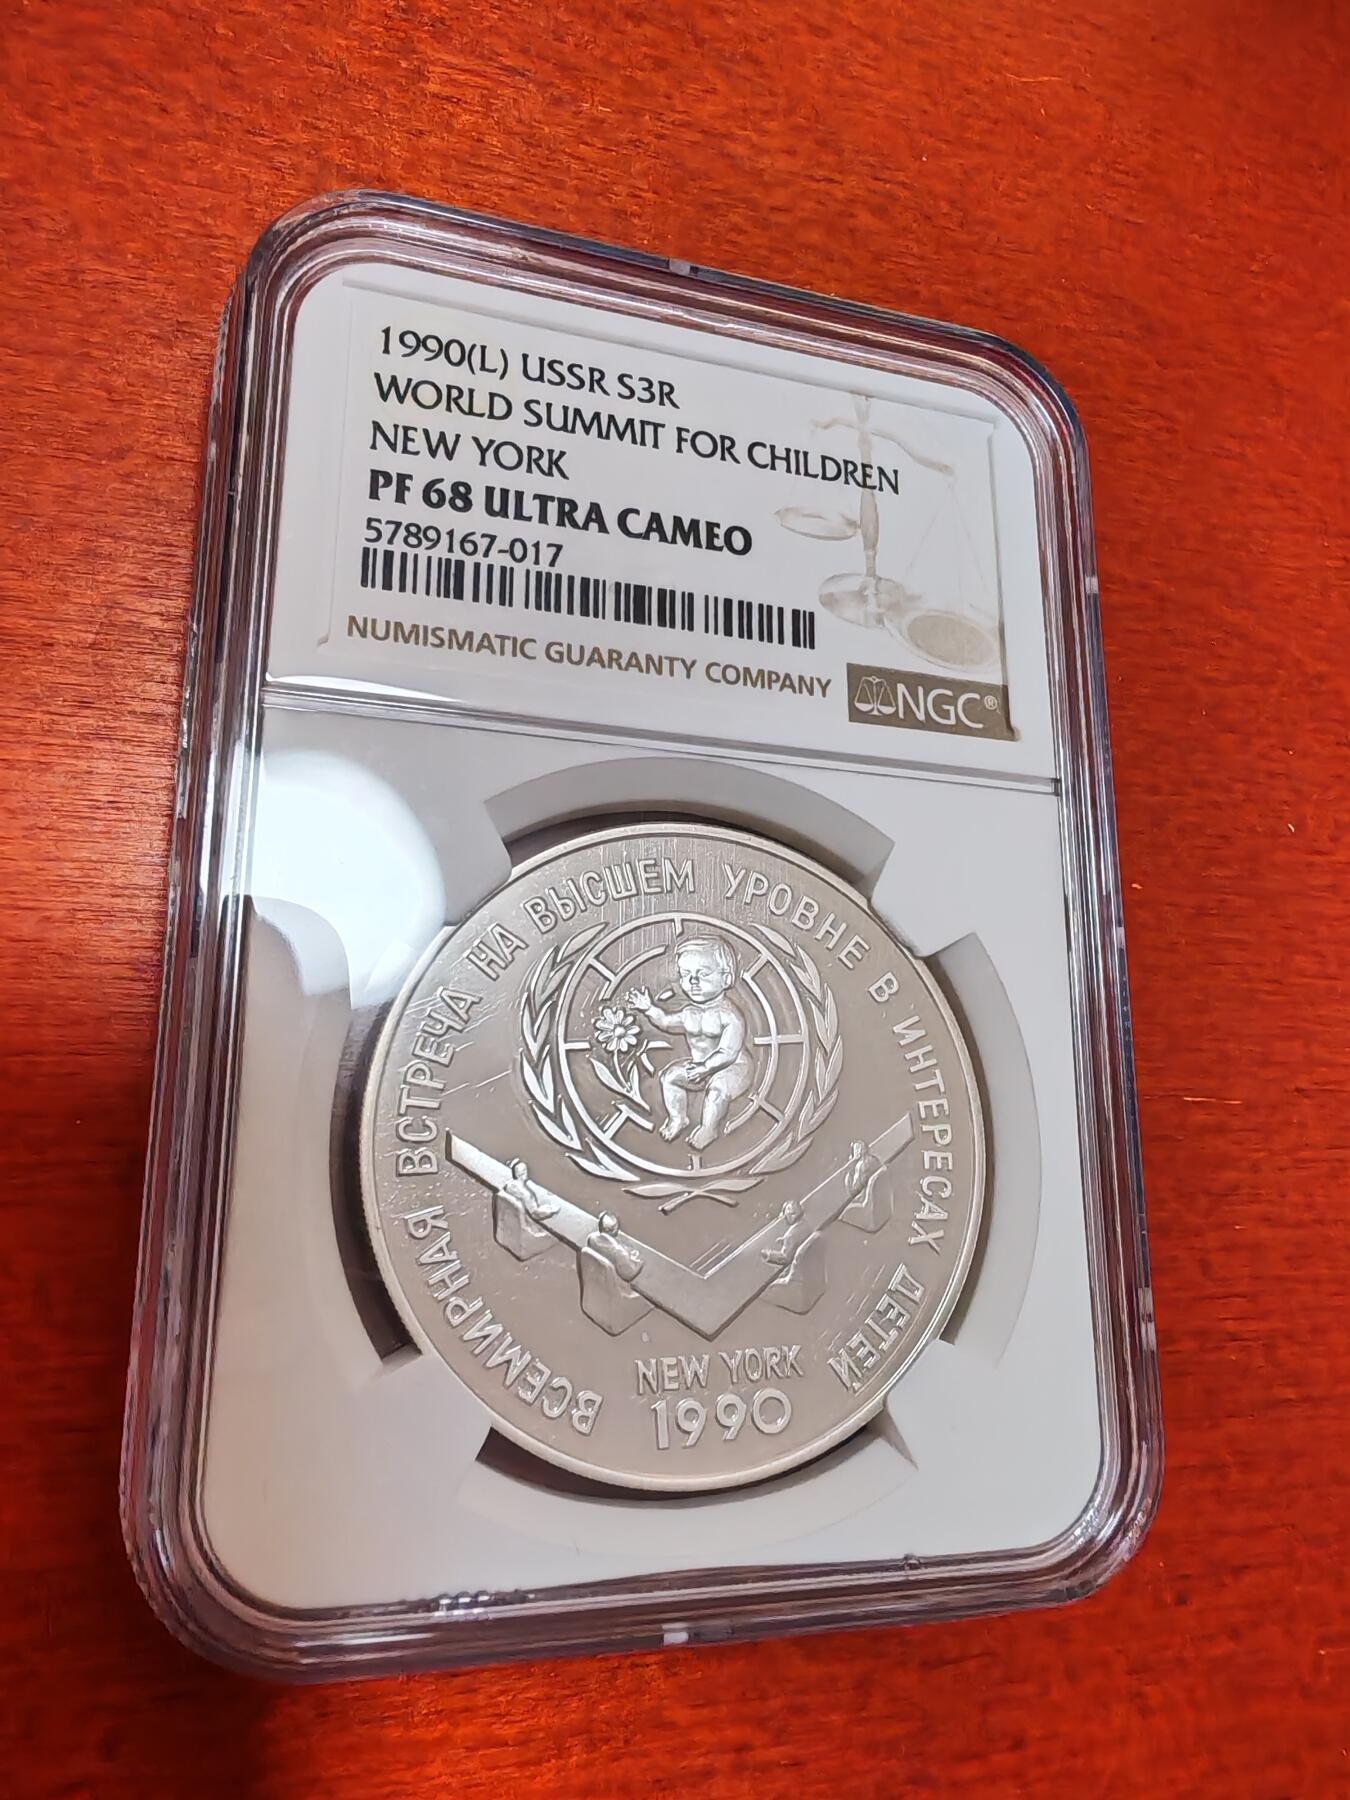 1990(L) USSR S3R
WORLD SUMMIT FOR CHILDREN
NEW YORK
PF 68 ULTRA CAMEO
5789167-017
NUMISMATIC GUARANTY COMPANY
NGC®
ВСЕМИРНАЯ ВСТРЕЧА НА ВЫСШЕМ УРОВНЕ В ИНТЕРЕСАХ ДЕТЕЙ
NEW YORK
1990